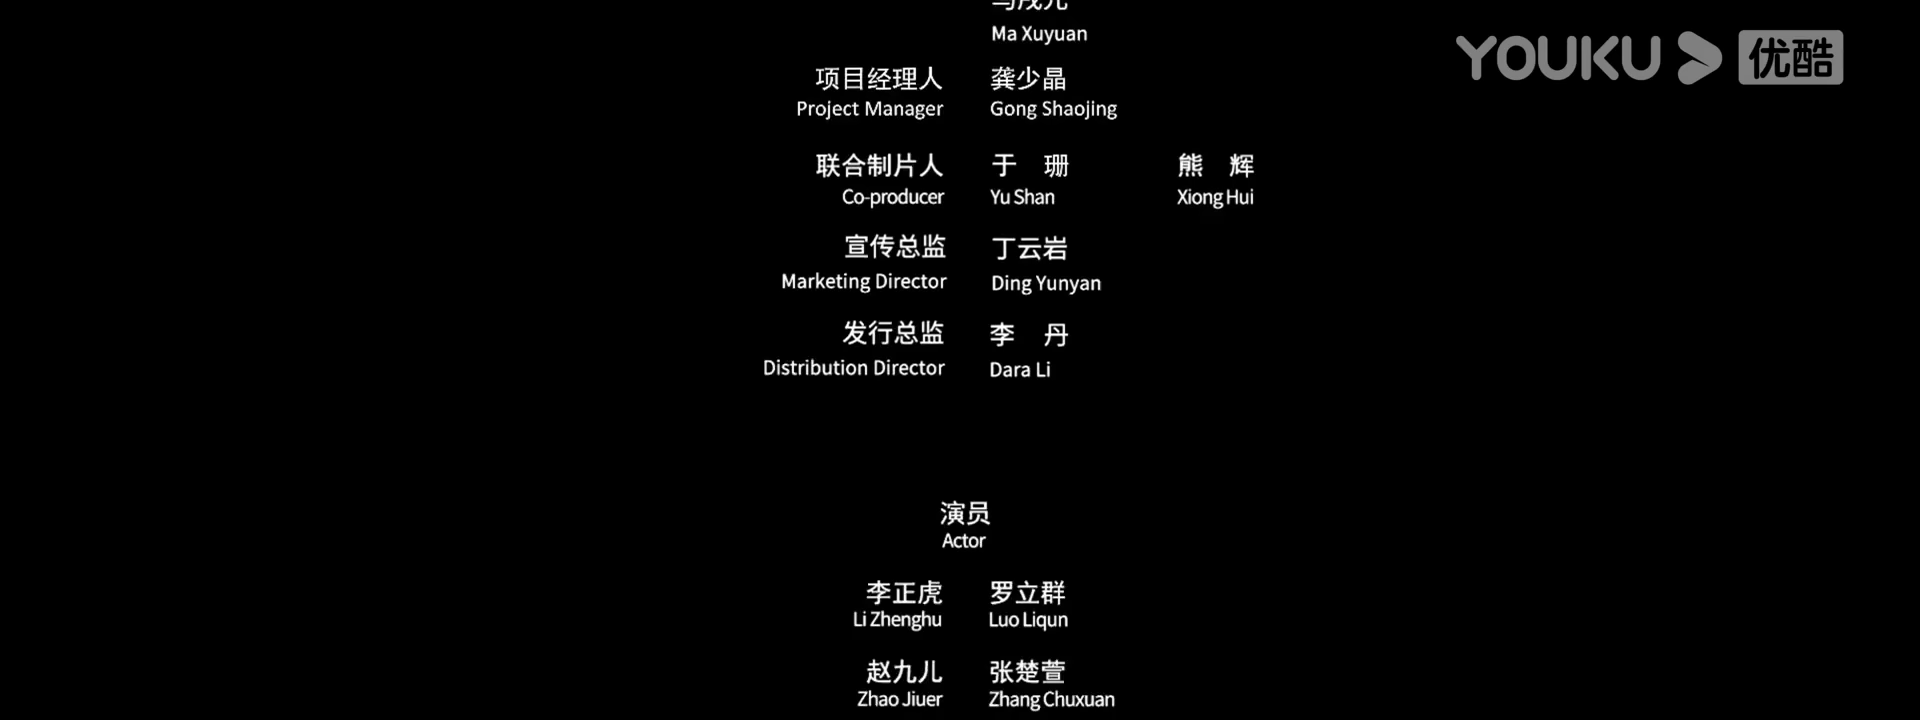 Ma Xuyuan
YOUKU 优酷
项目经理人 龚少晶
Project Manager Gong Shaojing
联合制片人 于 珊 熊 辉
Co-producer Yu Shan Xiong Hui
宣传总监 丁云岩
Marketing Director Ding Yunyan
发行总监 李 丹
Distribution Director Dara Li
演员
Actor
李正虎 罗立群
Li Zhenghu Luo Liqun
赵九儿 张楚萱
Zhao Jiuer Zhang Chuxuan